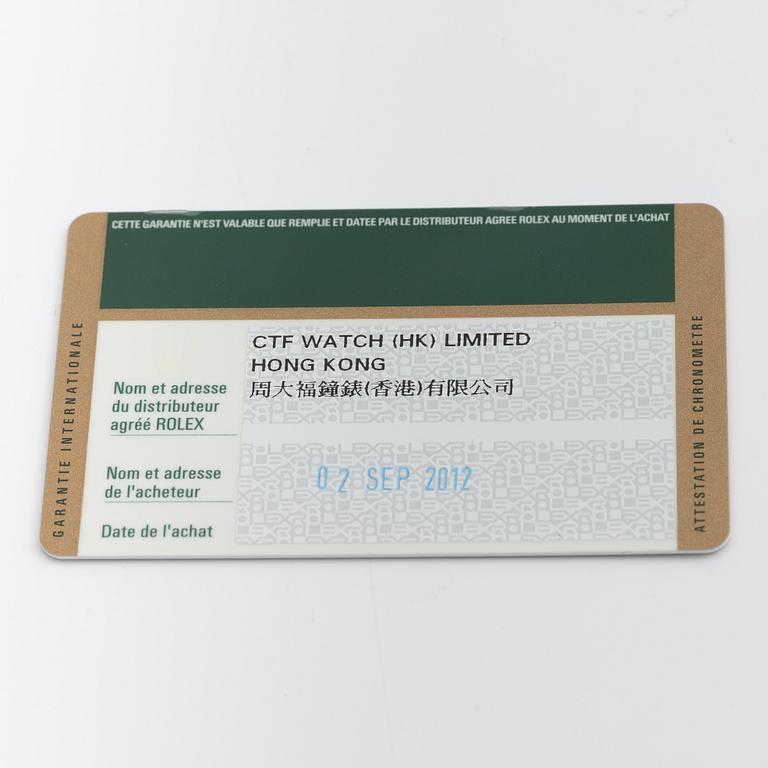 CETTE GARANTIE N'EST VALABLE QUE REMPLIE ET DATEE PAR LE DISTRIBUTEUR AGREE ROLEX AU MOMENT DE L'ACHAT
GARANTIE INTERNATIONALE
CTF WATCH (HK) LIMITED
HONG KONG
周大福鐘錶(香港)有限公司
Nom et adresse
du distributeur
agréé ROLEX
Nom et adresse
de l'acheteur
02 SEP 2012
Date de l'achat
ATTESTATION DE CHRONOMETRE